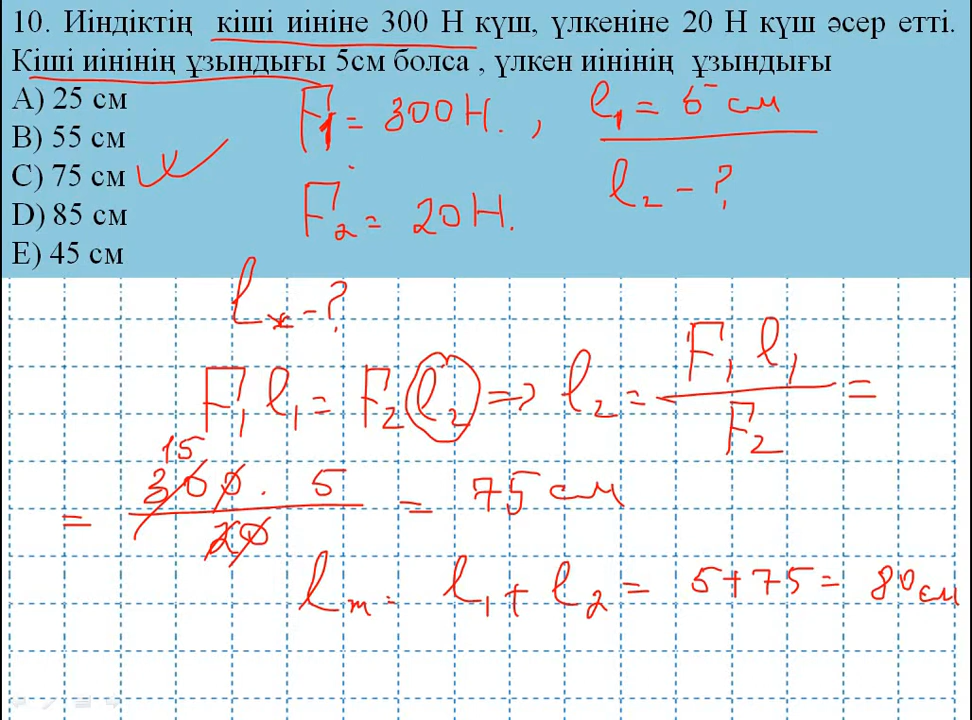 10. Иіндіктің кіші иініне 300 Н күш, үлкеніне 20 Н күш әсер етті.
Кіші иінінің ұзындығы 5см болса , үлкен иінінің ұзындығы
A) 25 см
B) 55 см
C) 75 см
D) 85 см
E) 45 см
F₁ = 300 Н. , l₁ = 5 см
F₂ = 20 Н. l₂ - ?
lₓ - ?
F₁ l₁ = F₂ l₂ => l₂ = F₁ l₁ / F₂ =
15
= 300 · 5 / 20 = 75 см
lₘ = l₁ + l₂ = 5 + 75 = 80 см